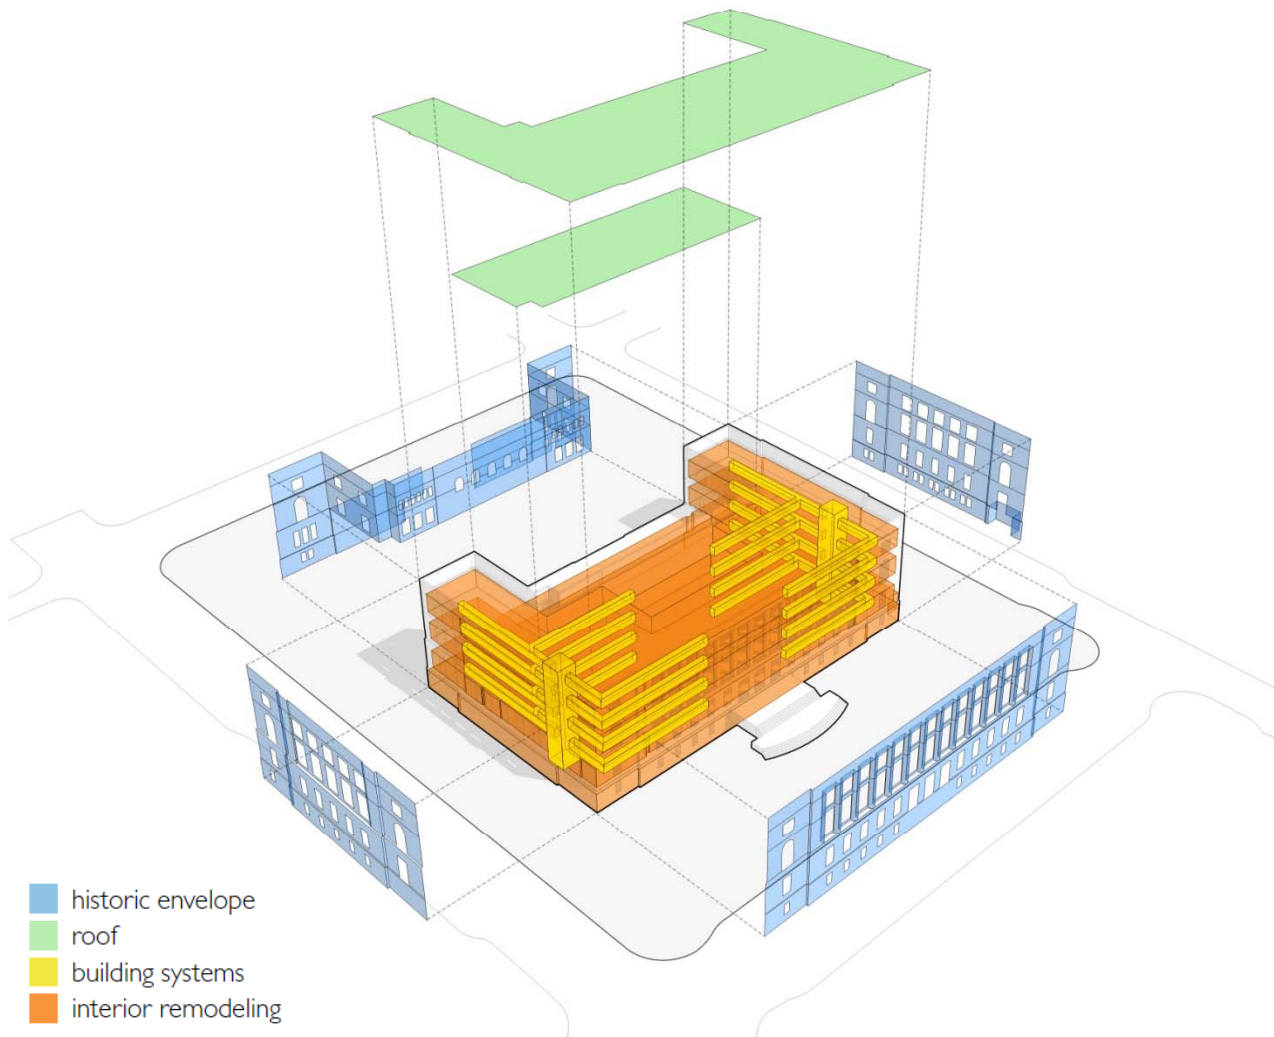 historic envelope
roof
building systems
interior remodeling